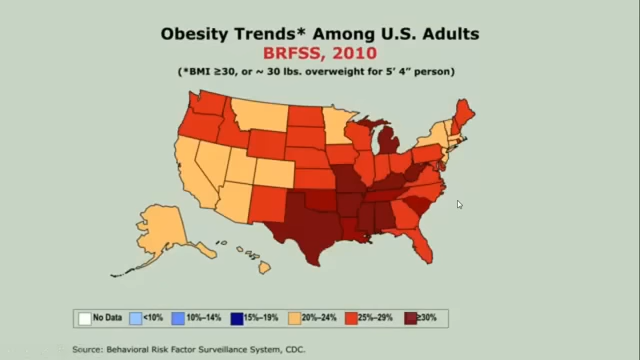 Obesity Trends* Among U.S. Adults
BRFSS, 2010
(*BMI ≥30, or ~ 30 lbs. overweight for 5’ 4” person)
No Data <10% 10%–14% 15%–19% 20%–24% 25%–29% ≥30%
Source: Behavioral Risk Factor Surveillance System, CDC.